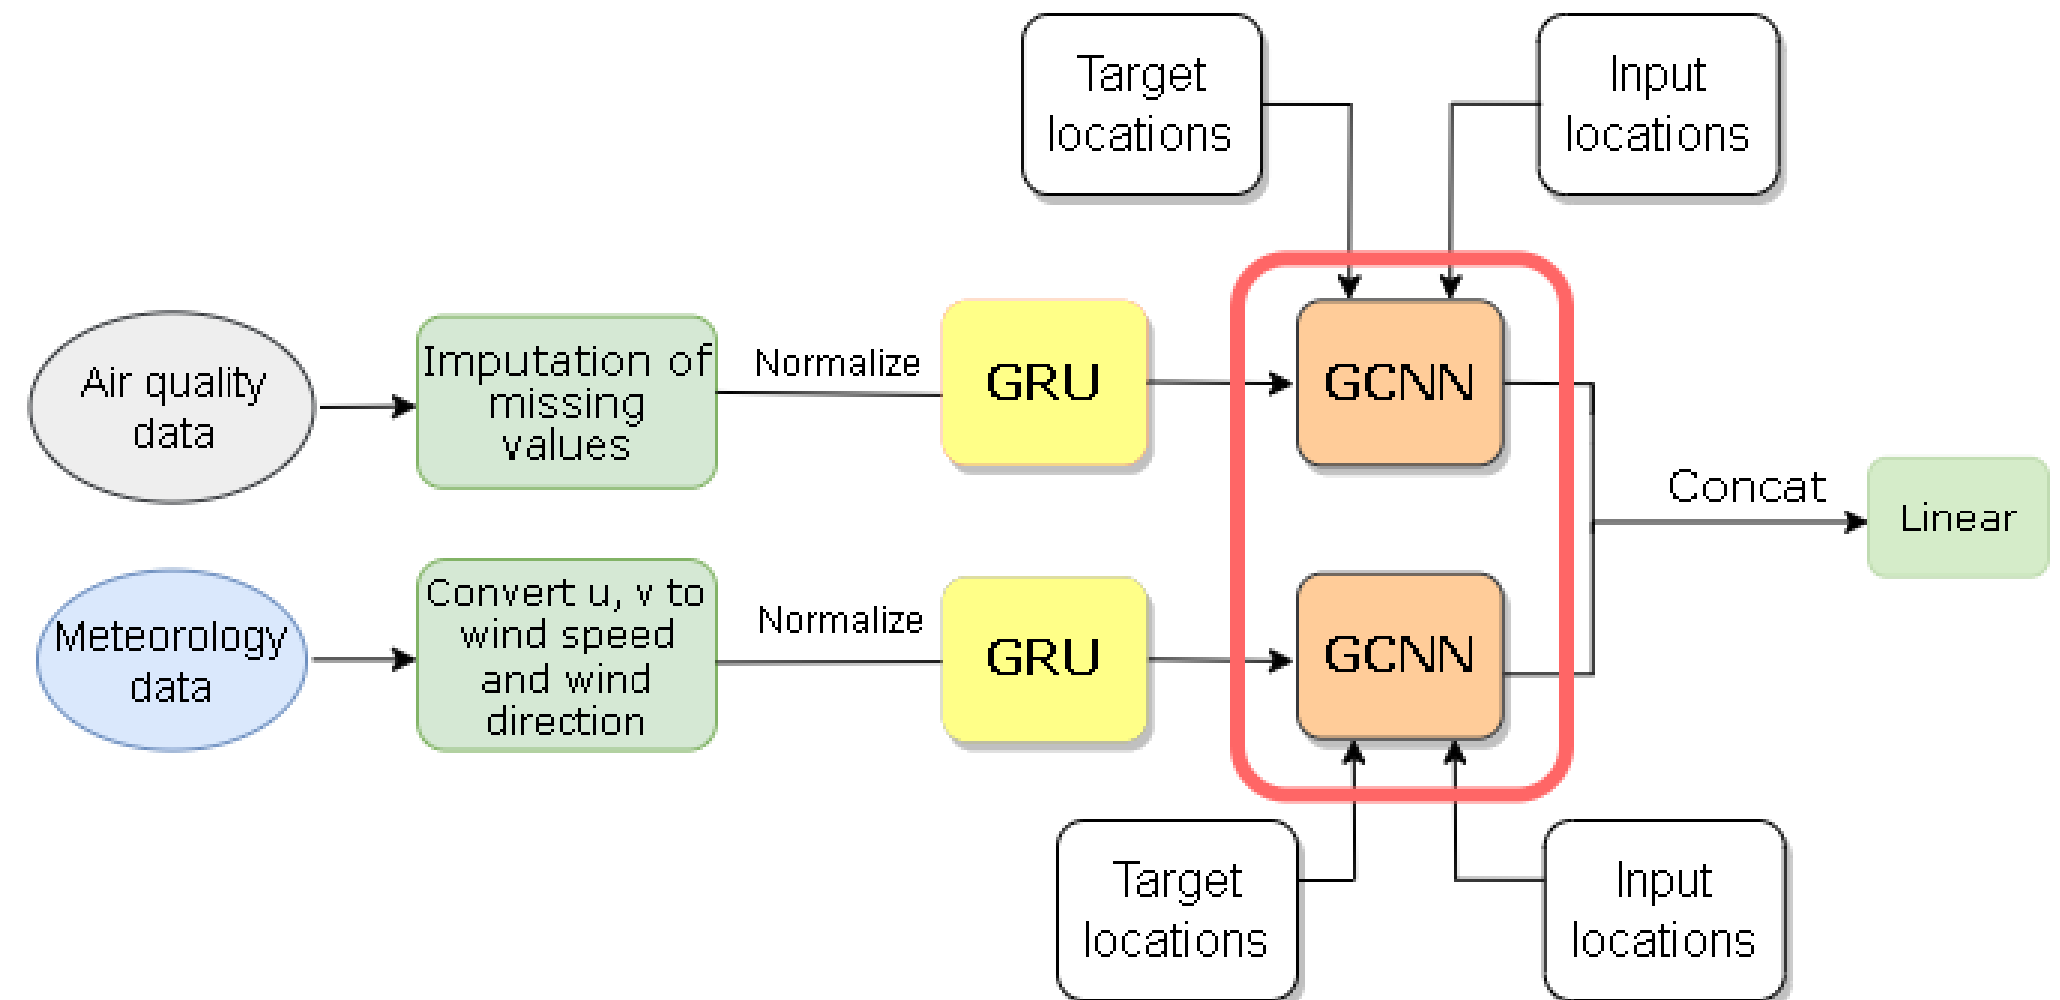 Target
locations
Input
locations
Air quality
data
Imputation of
missing
values
Normalize
GRU
GCNN
Concat
Linear
Meteorology
data
Convert u, v to
wind speed
and wind
direction
Normalize
GRU
GCNN
Target
locations
Input
locations